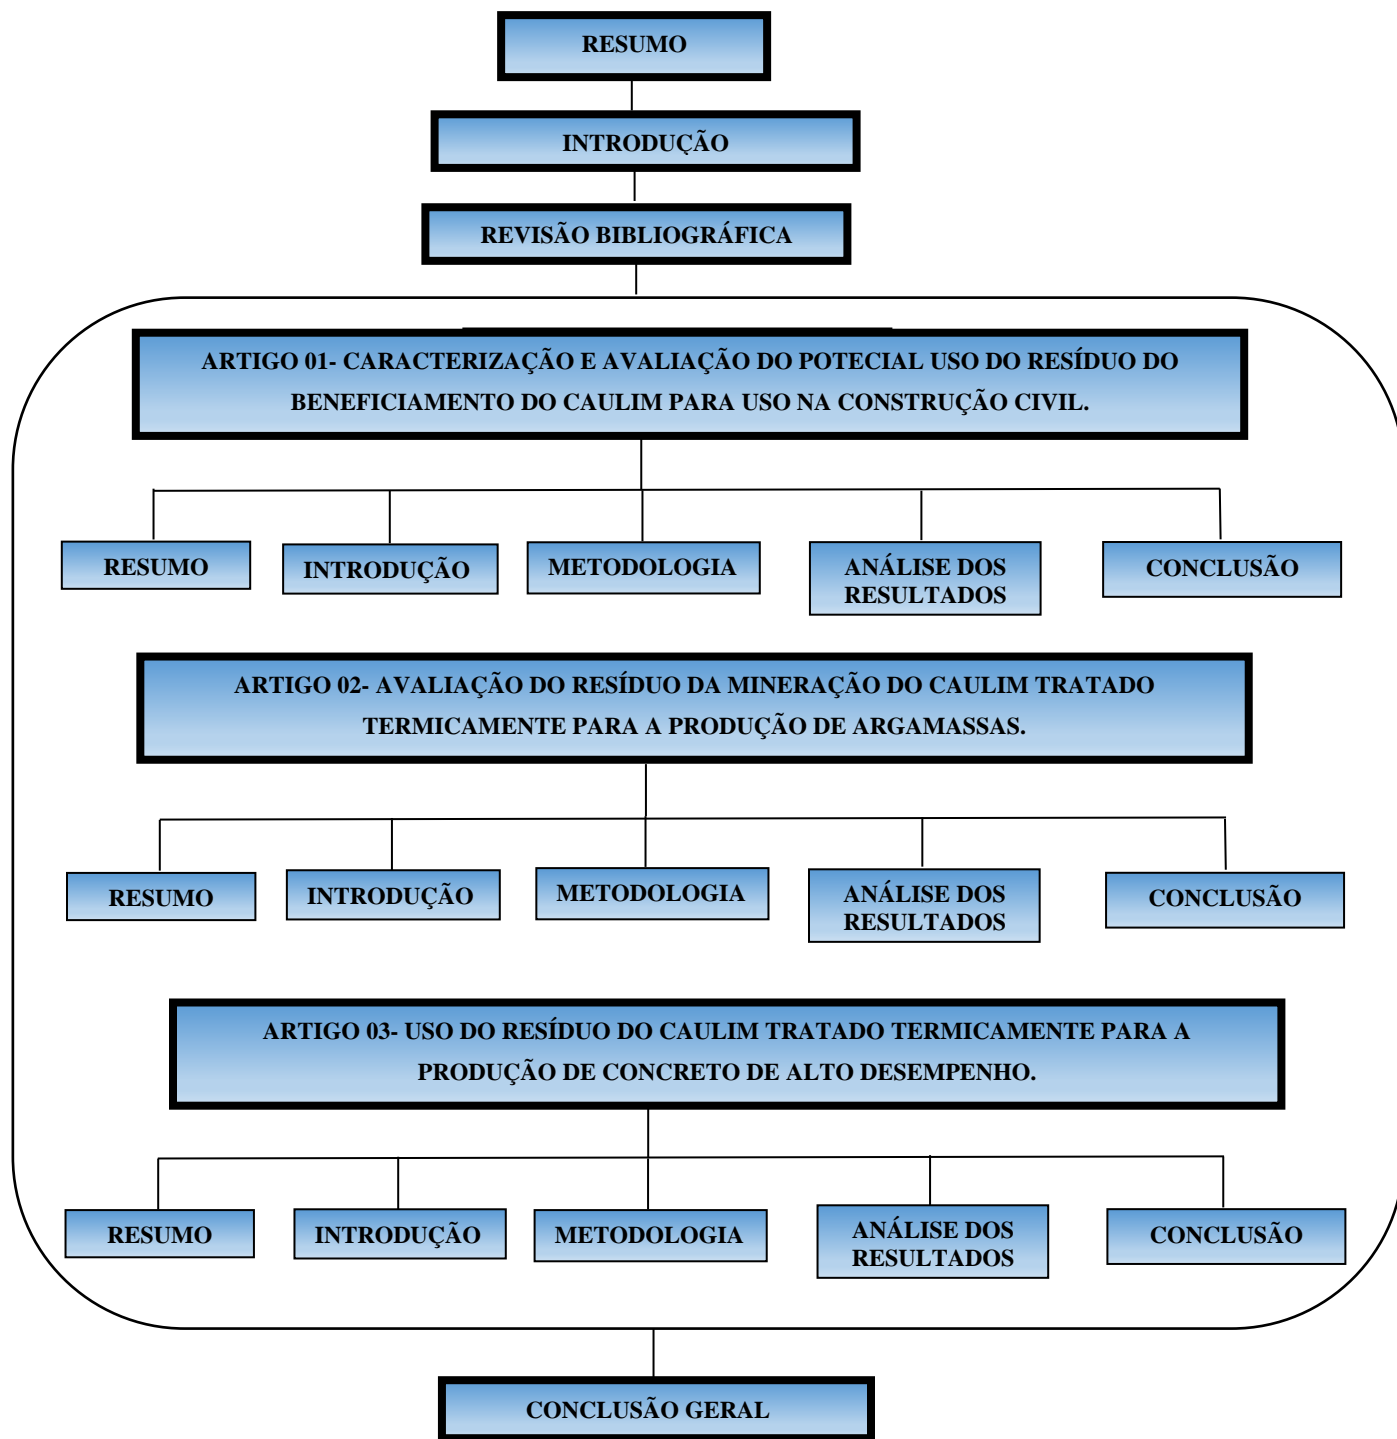 RESUMO
INTRODUÇÃO
REVISÃO BIBLIOGRÁFICA
ARTIGO 01- CARACTERIZAÇÃO E AVALIAÇÃO DO POTECIAL USO DO RESÍDUO DO
BENEFICIAMENTO DO CAULIM PARA USO NA CONSTRUÇÃO CIVIL.
RESUMO
INTRODUÇÃO
METODOLOGIA
ANÁLISE DOS
RESULTADOS
CONCLUSÃO
ARTIGO 02- AVALIAÇÃO DO RESÍDUO DA MINERAÇÃO DO CAULIM TRATADO
TERMICAMENTE PARA A PRODUÇÃO DE ARGAMASSAS.
RESUMO
INTRODUÇÃO
METODOLOGIA
ANÁLISE DOS
RESULTADOS
CONCLUSÃO
ARTIGO 03- USO DO RESÍDUO DO CAULIM TRATADO TERMICAMENTE PARA A
PRODUÇÃO DE CONCRETO DE ALTO DESEMPENHO.
RESUMO
INTRODUÇÃO
METODOLOGIA
ANÁLISE DOS
RESULTADOS
CONCLUSÃO
CONCLUSÃO GERAL